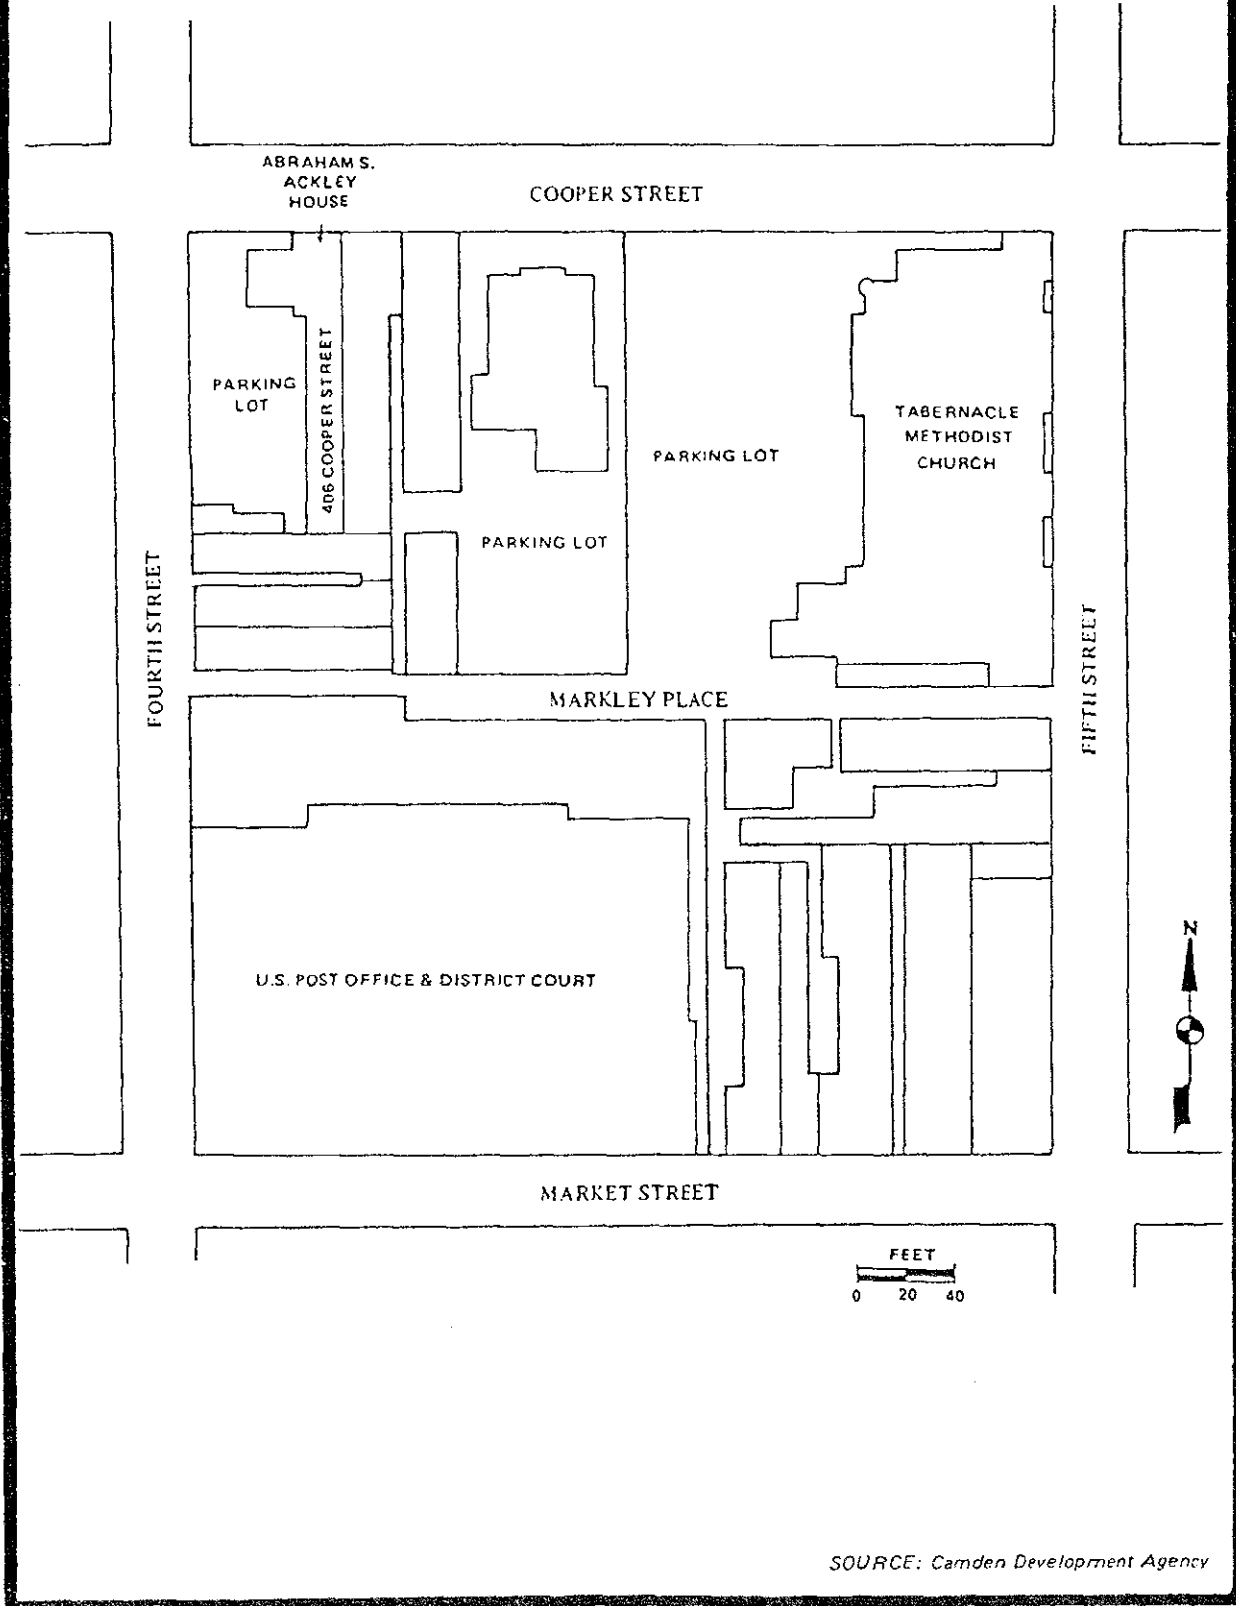 ABRAHAM S.
ACKLEY
HOUSE
COOPER STREET
406 COOPER STREET
PARKING
LOT
PARKING LOT
TABERNACLE
METHODIST
CHURCH
PARKING LOT
FOURTH STREET
FIFTH STREET
MARKLEY PLACE
N
U.S. POST OFFICE & DISTRICT COURT
MARKET STREET
FEET
0 20 40
SOURCE: Camden Development Agency